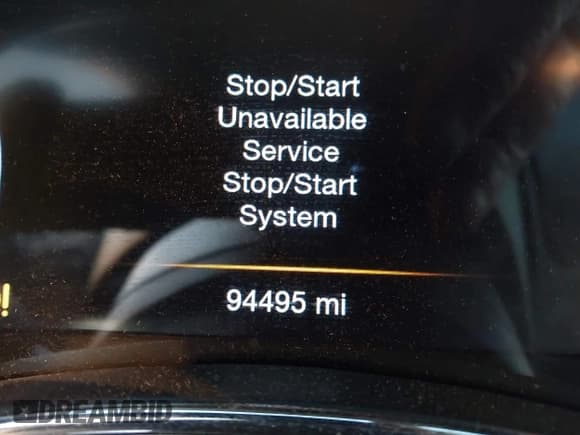 Stop/Start
Unavailable
Service
Stop/Start
System
94495 mi
!
DREAMBID